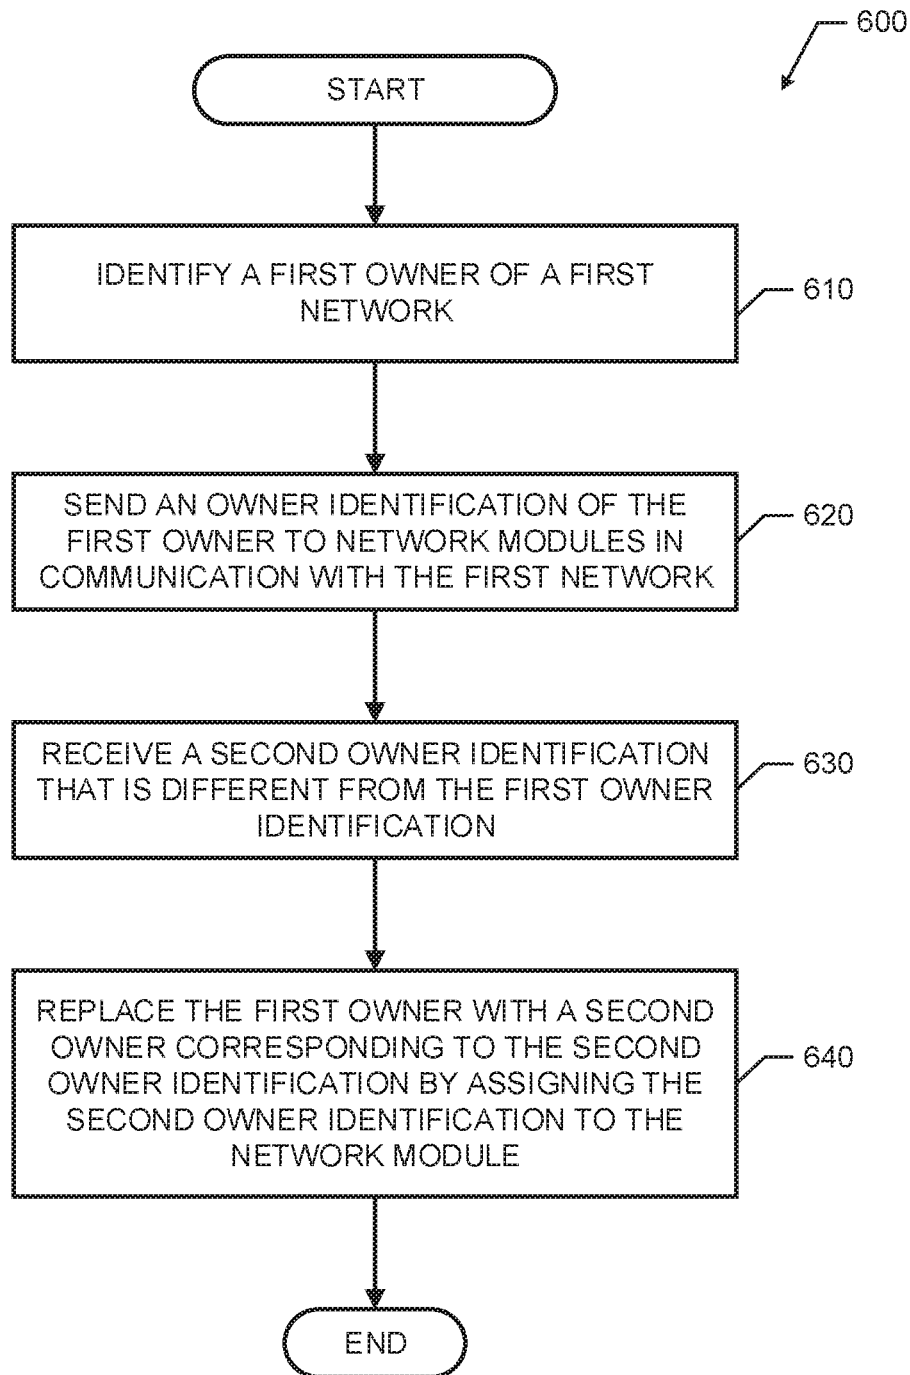 600
START
IDENTIFY A FIRST OWNER OF A FIRST
NETWORK
610
SEND AN OWNER IDENTIFICATION OF THE
FIRST OWNER TO NETWORK MODULES IN
COMMUNICATION WITH THE FIRST NETWORK
620
RECEIVE A SECOND OWNER IDENTIFICATION
THAT IS DIFFERENT FROM THE FIRST OWNER
IDENTIFICATION
630
REPLACE THE FIRST OWNER WITH A SECOND
OWNER CORRESPONDING TO THE SECOND
OWNER IDENTIFICATION BY ASSIGNING THE
SECOND OWNER IDENTIFICATION TO THE
NETWORK MODULE
640
END